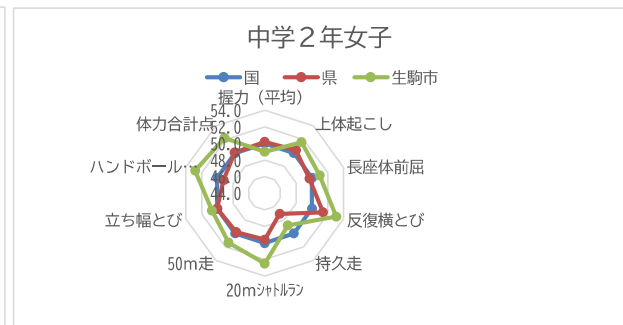 中学２年女子
国 県 生駒市
握力（平均）
上体起こし
長座体前屈
反復横とび
持久走
20mｼｬﾄﾙﾗﾝ
50m走
立ち幅とび
ハンドボール…
体力合計点
54.0
52.0
50.0
48.0
44.0